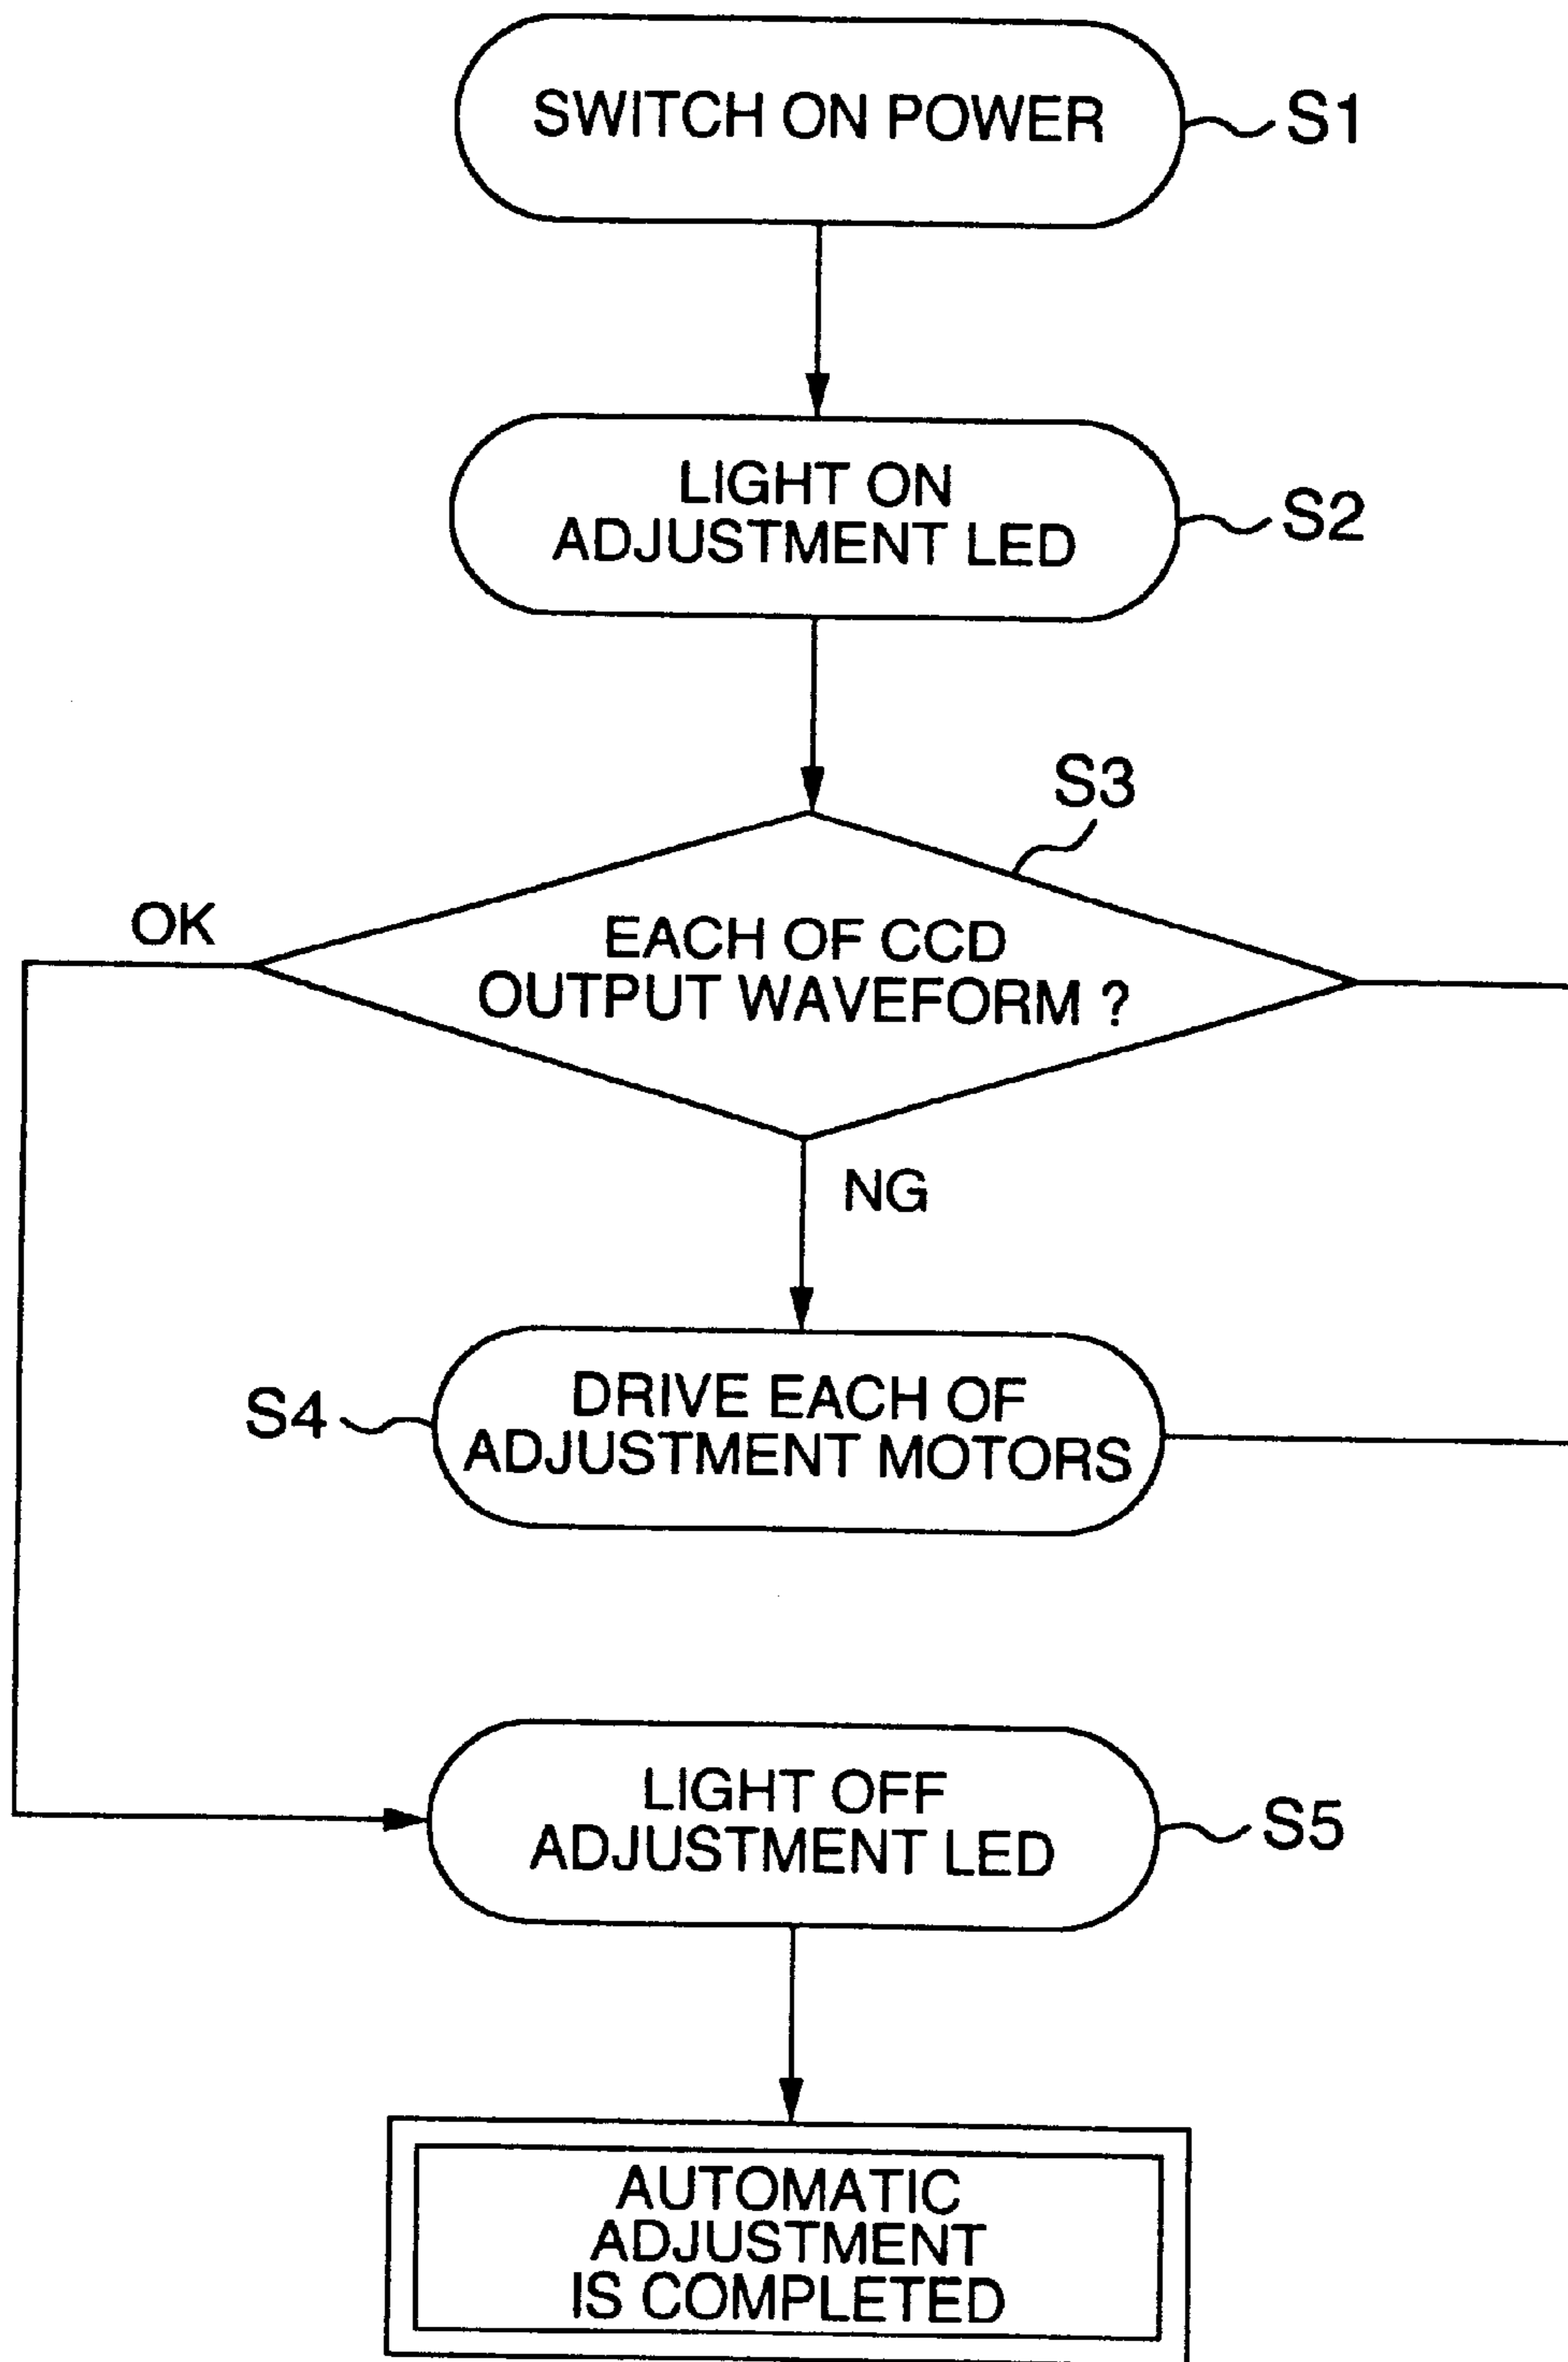 SWITCH ON POWER
S1
LIGHT ON
ADJUSTMENT LED
S2
S3
OK
EACH OF CCD
OUTPUT WAVEFORM ?
NG
S4
DRIVE EACH OF
ADJUSTMENT MOTORS
LIGHT OFF
ADJUSTMENT LED
S5
AUTOMATIC
ADJUSTMENT
IS COMPLETED